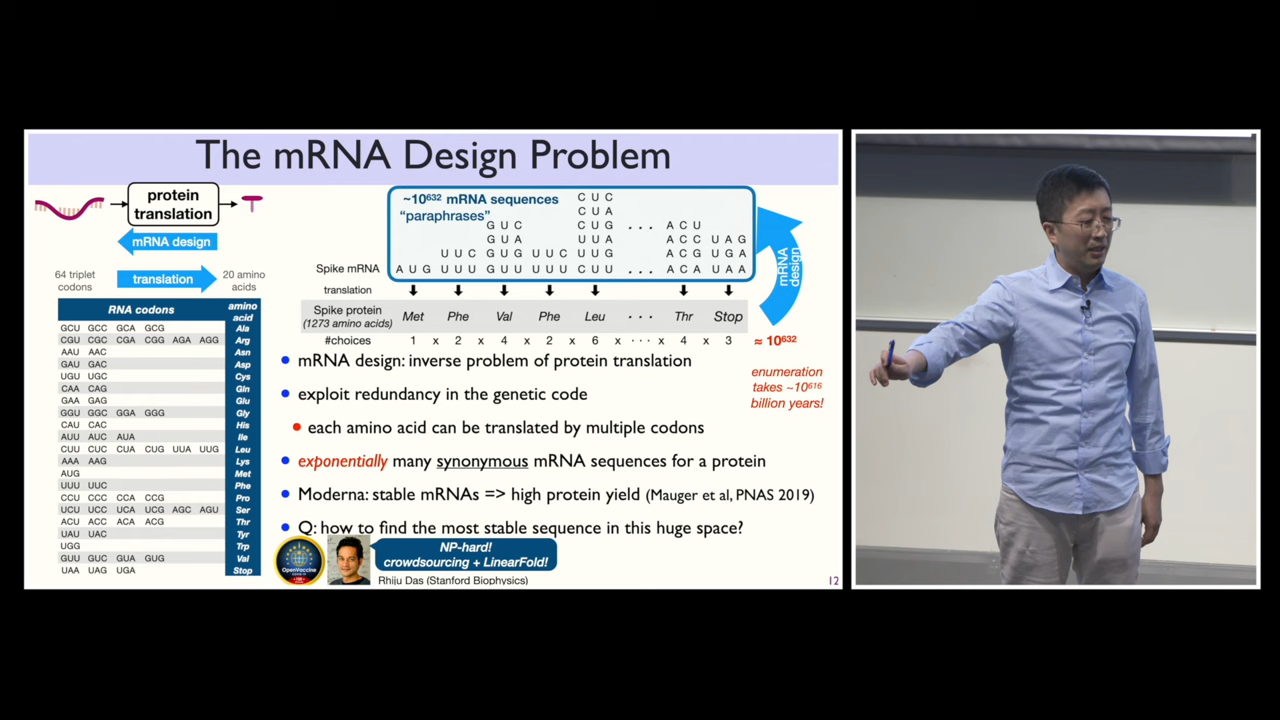 The mRNA Design Problem
protein
translation
mRNA design
64 triplet
codons
translation
20 amino
acids
RNA codons
amino
acid
GCU GCC GCA GCG Ala
CGU CGC CGA CGG AGA AGG Arg
AAU AAC Asn
GAU GAC Asp
UGU UGC Cys
CAA CAG Gln
GAA GAG Glu
GGU GGC GGA GGG Gly
CAU CAC His
AUU AUC AUA Ile
CUU CUC CUA CUG UUA UUG Leu
AAA AAG Lys
AUG Met
UUU UUC Phe
CCU CCC CCA CCG Pro
UCU UCC UCA UCG AGC AGU Ser
ACU ACC ACA ACG Thr
UAU UAC Tyr
UGG Trp
GUU GUC GUA GUG Val
UAA UAG UGA Stop
~10⁶³² mRNA sequences
"paraphrases"
C U C
C U A
G U C C U G . . . A C U
G U A U U A A C C U A G
U U C G U G U U C U U G A C G U G A
Spike mRNA A U G U U U G U U U U U C U U . . . A C A U A A
translation
Spike protein
(1273 amino acids)
Met Phe Val Phe Leu · · · Thr Stop
#choices 1 x 2 x 4 x 2 x 6 x · · · x 4 x 3 ≈ 10⁶³²
mRNA
design
enumeration
takes ~10⁶¹⁶
billion years!
• mRNA design: inverse problem of protein translation
• exploit redundancy in the genetic code
• each amino acid can be translated by multiple codons
• exponentially many synonymous mRNA sequences for a protein
• Moderna: stable mRNAs => high protein yield (Mauger et al, PNAS 2019)
• Q: how to find the most stable sequence in this huge space?
NP-hard!
crowdsourcing + LinearFold!
OpenVaccine
Rhiju Das (Stanford Biophysics)
12